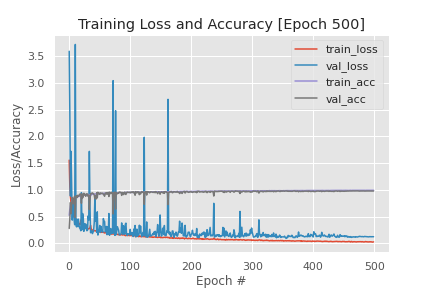 Training Loss and Accuracy [Epoch 500]
train_loss
val_loss
train_acc
val_acc
3.5
3.0
2.5
2.0
1.5
1.0
0.5
0.0
Loss/Accuracy
0
100
200
300
400
500
Epoch #